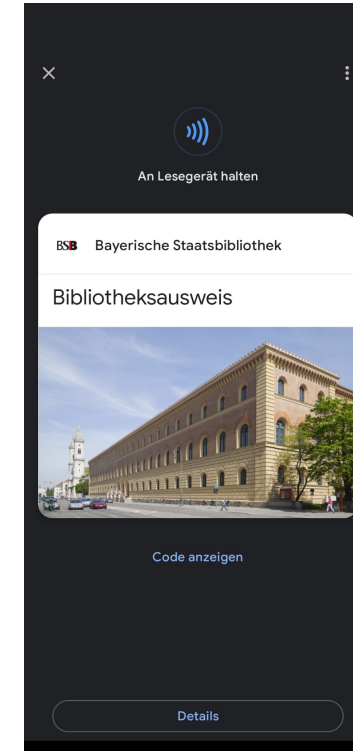 An Lesegerät halten
BSB Bayerische Staatsbibliothek
Bibliotheksausweis
Code anzeigen
Details